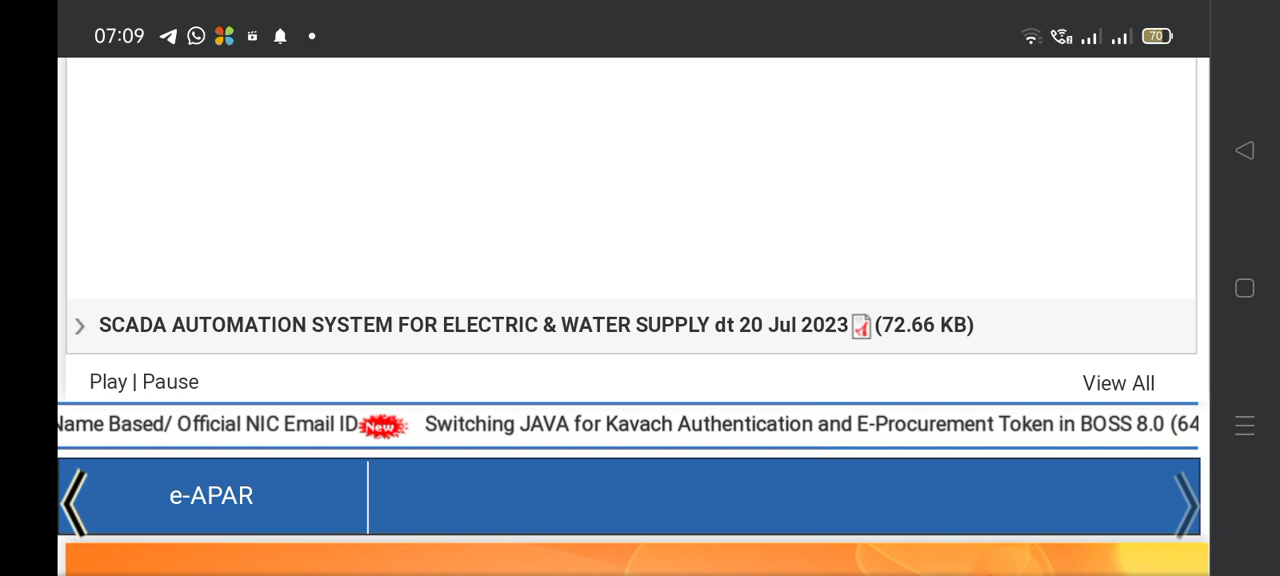 07:09
70
SCADA AUTOMATION SYSTEM FOR ELECTRIC & WATER SUPPLY dt 20 Jul 2023 (72.66 KB)
Play | Pause
View All
Name Based/ Official NIC Email ID New Switching JAVA for Kavach Authentication and E-Procurement Token in BOSS 8.0 (64
e-APAR